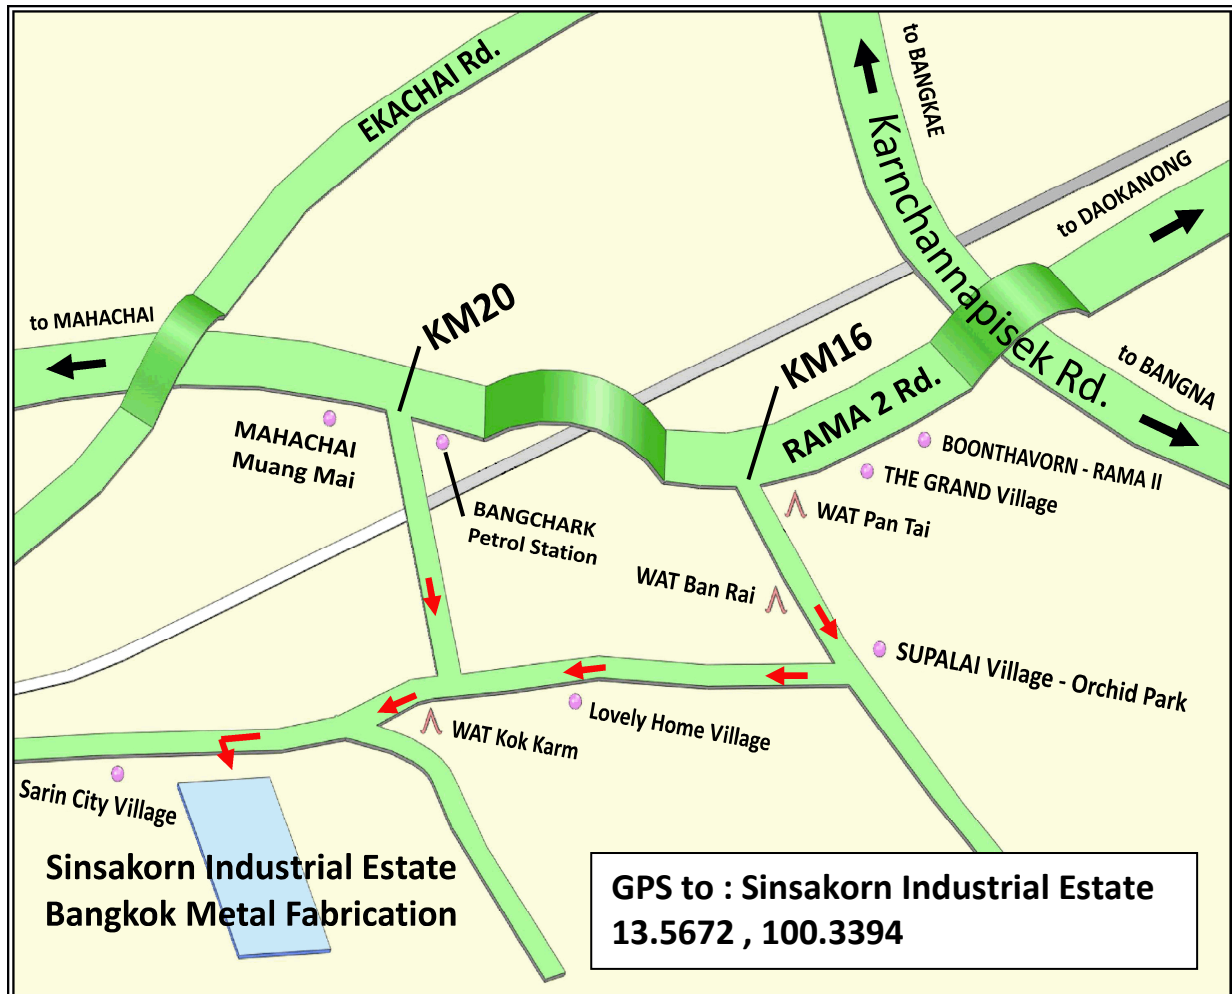 EKACHAI Rd.
to BANGKAE
Karnchannapisek Rd.
to DAOKANONG
to MAHACHAI
KM20
KM16
to BANGNA
RAMA 2 Rd.
MAHACHAI
Muang Mai
BOONTHAVORN - RAMA II
THE GRAND Village
BANGCHARK
Petrol Station
WAT Pan Tai
WAT Ban Rai
SUPALAI Village - Orchid Park
Lovely Home Village
WAT Kok Karm
Sarin City Village
Sinsakorn Industrial Estate
Bangkok Metal Fabrication
GPS to : Sinsakorn Industrial Estate
13.5672 , 100.3394